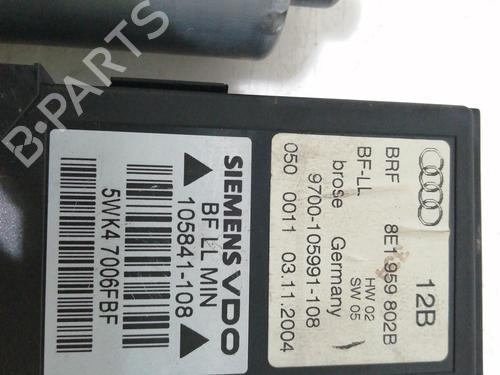 B-PARTS
SIEMENS VDO
BF LL MIN
105841-108
5WK4 7006FBF
12B
8E1 959 802B
HW 02
SW 05
BRF
BF-LL
brose Germany
9700-105991-108
050 0011 03.11.2004